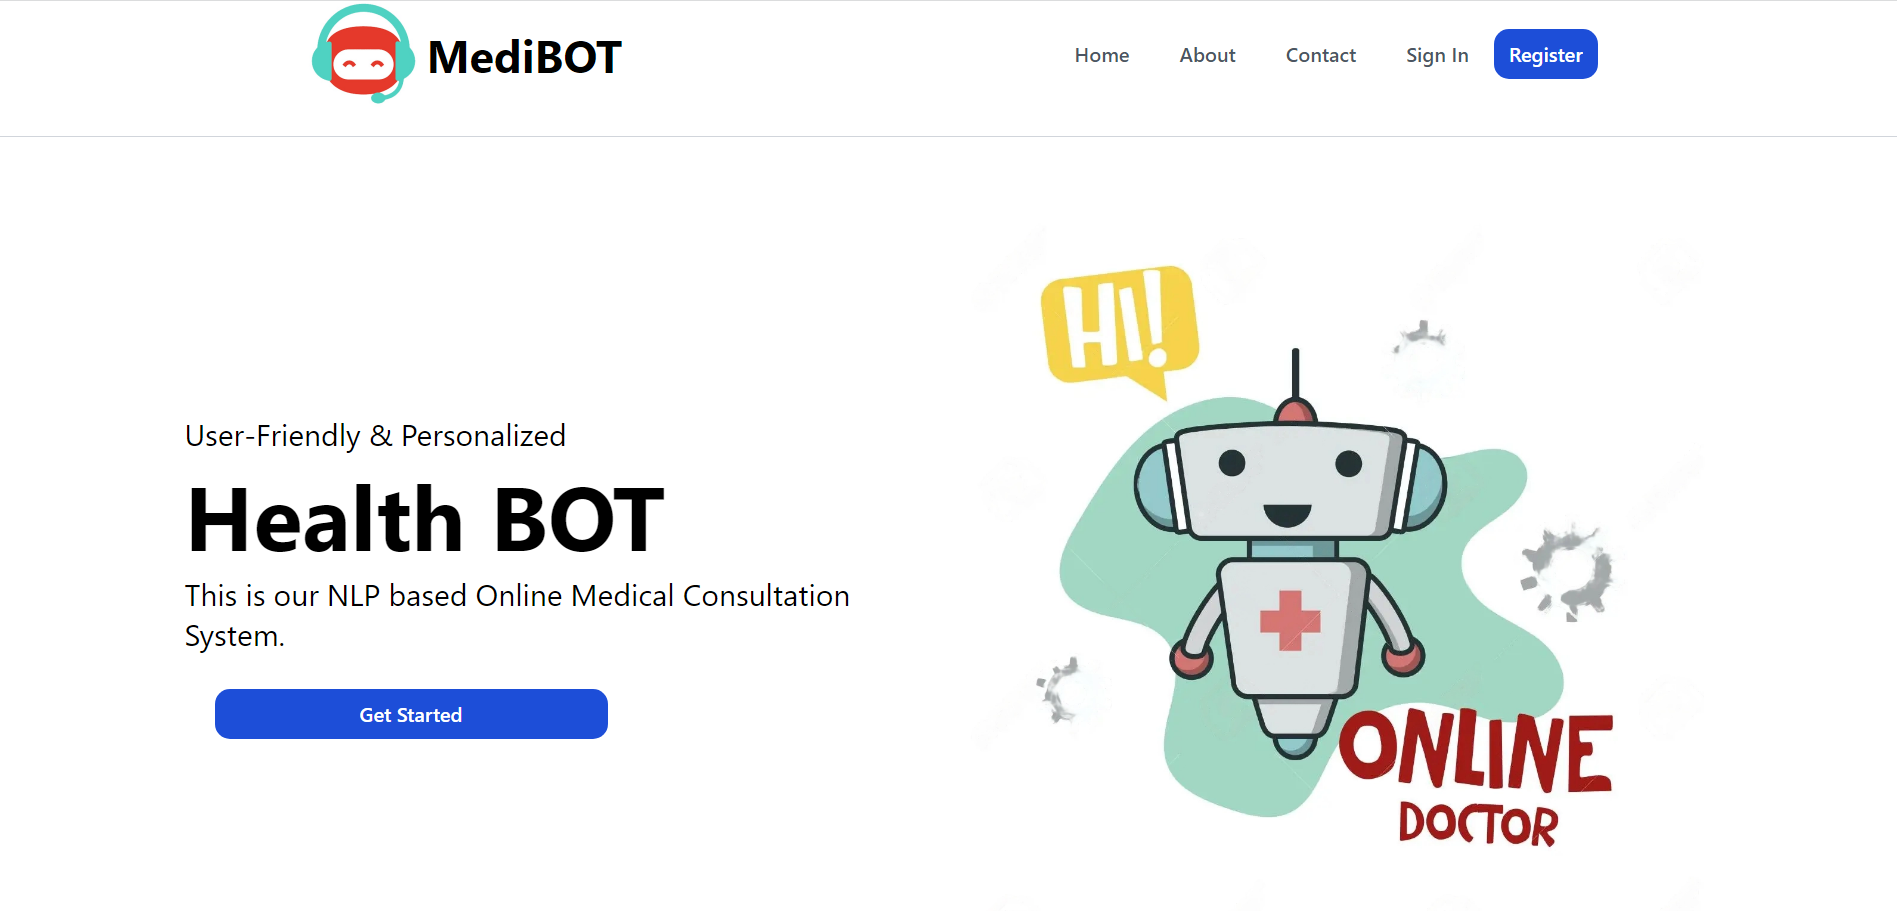 MediBOT
Home
About
Contact
Sign In
Register
User-Friendly & Personalized
Health BOT
This is our NLP based Online Medical Consultation
System.
Get Started
HI!
ONLINE
DOCTOR